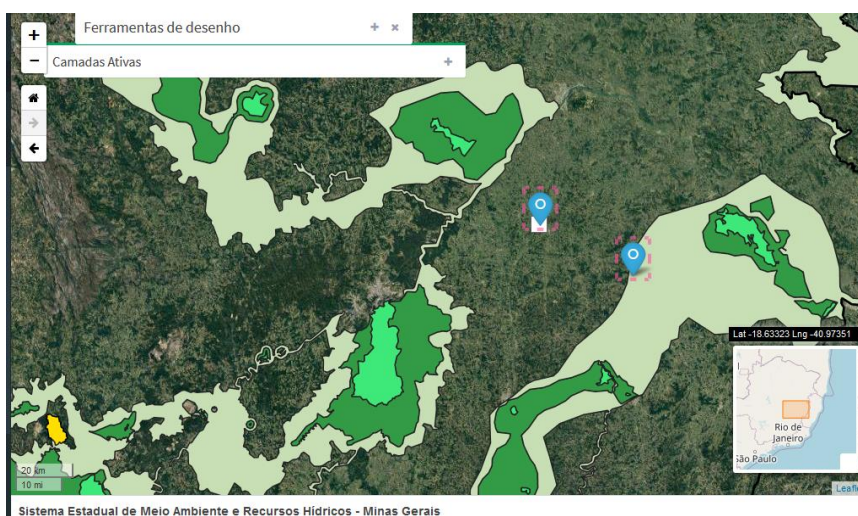 +
Ferramentas de desenho + ×
−
Camadas Ativas +
Lat -18.63323 Lng -40.97351
Rio de
Janeiro
São Paulo
20 km
10 mi
Leafle
Sistema Estadual de Meio Ambiente e Recursos Hídricos - Minas Gerais